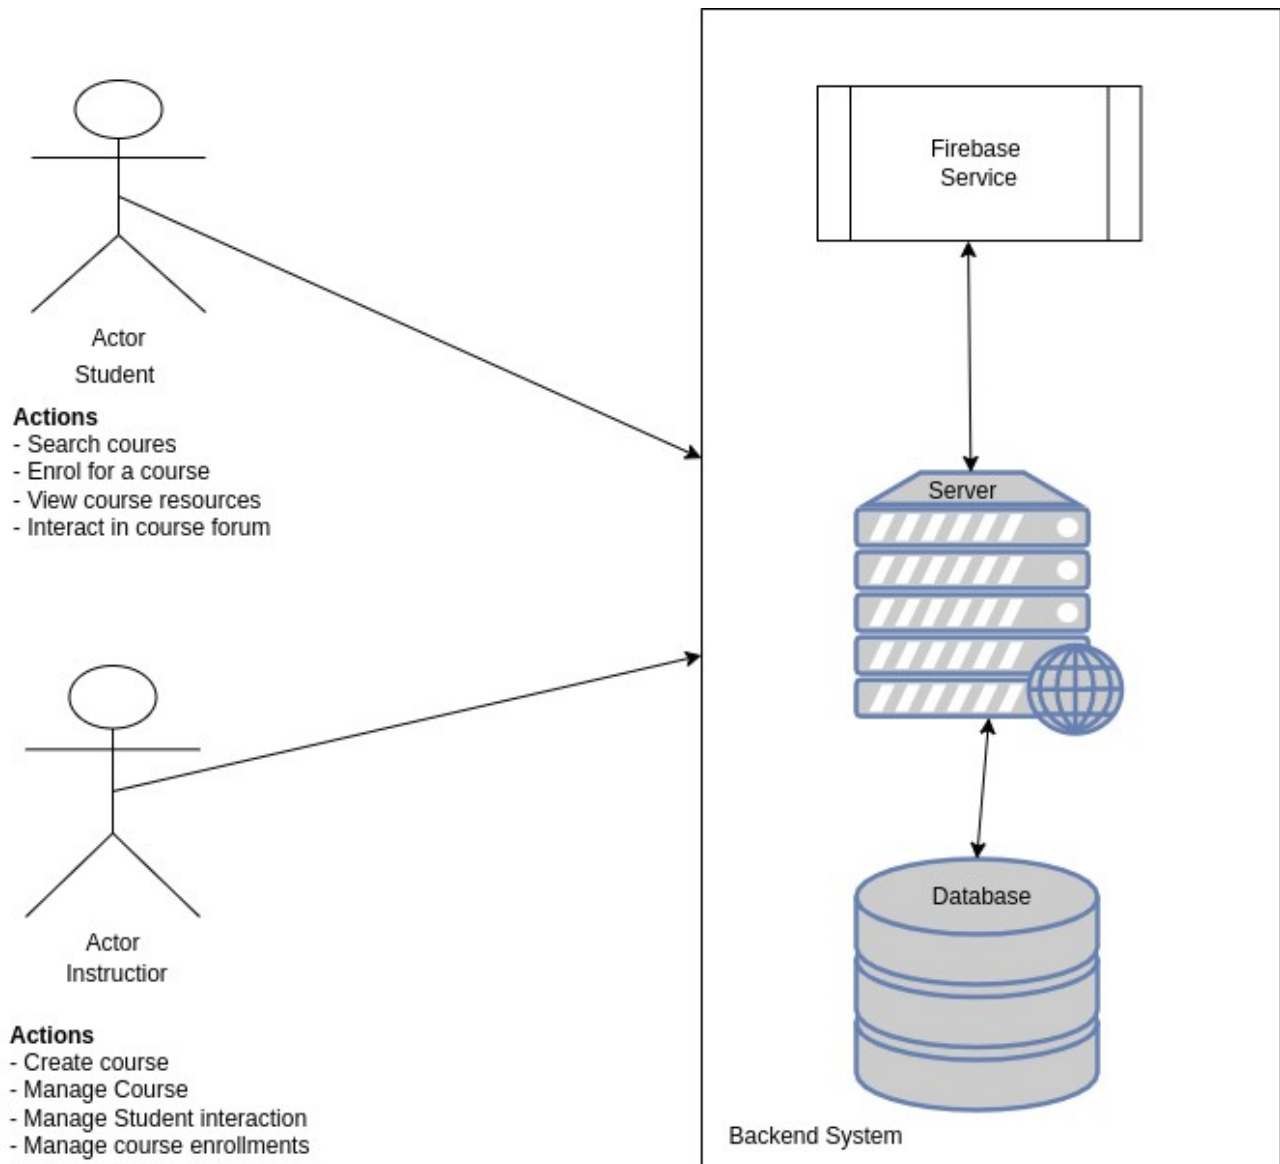 Actor
Student
Actions
- Search coures
- Enrol for a course
- View course resources
- Interact in course forum
Actor
Instructior
Actions
- Create course
- Manage Course
- Manage Student interaction
- Manage course enrollments
Firebase
Service
Server
Database
Backend System